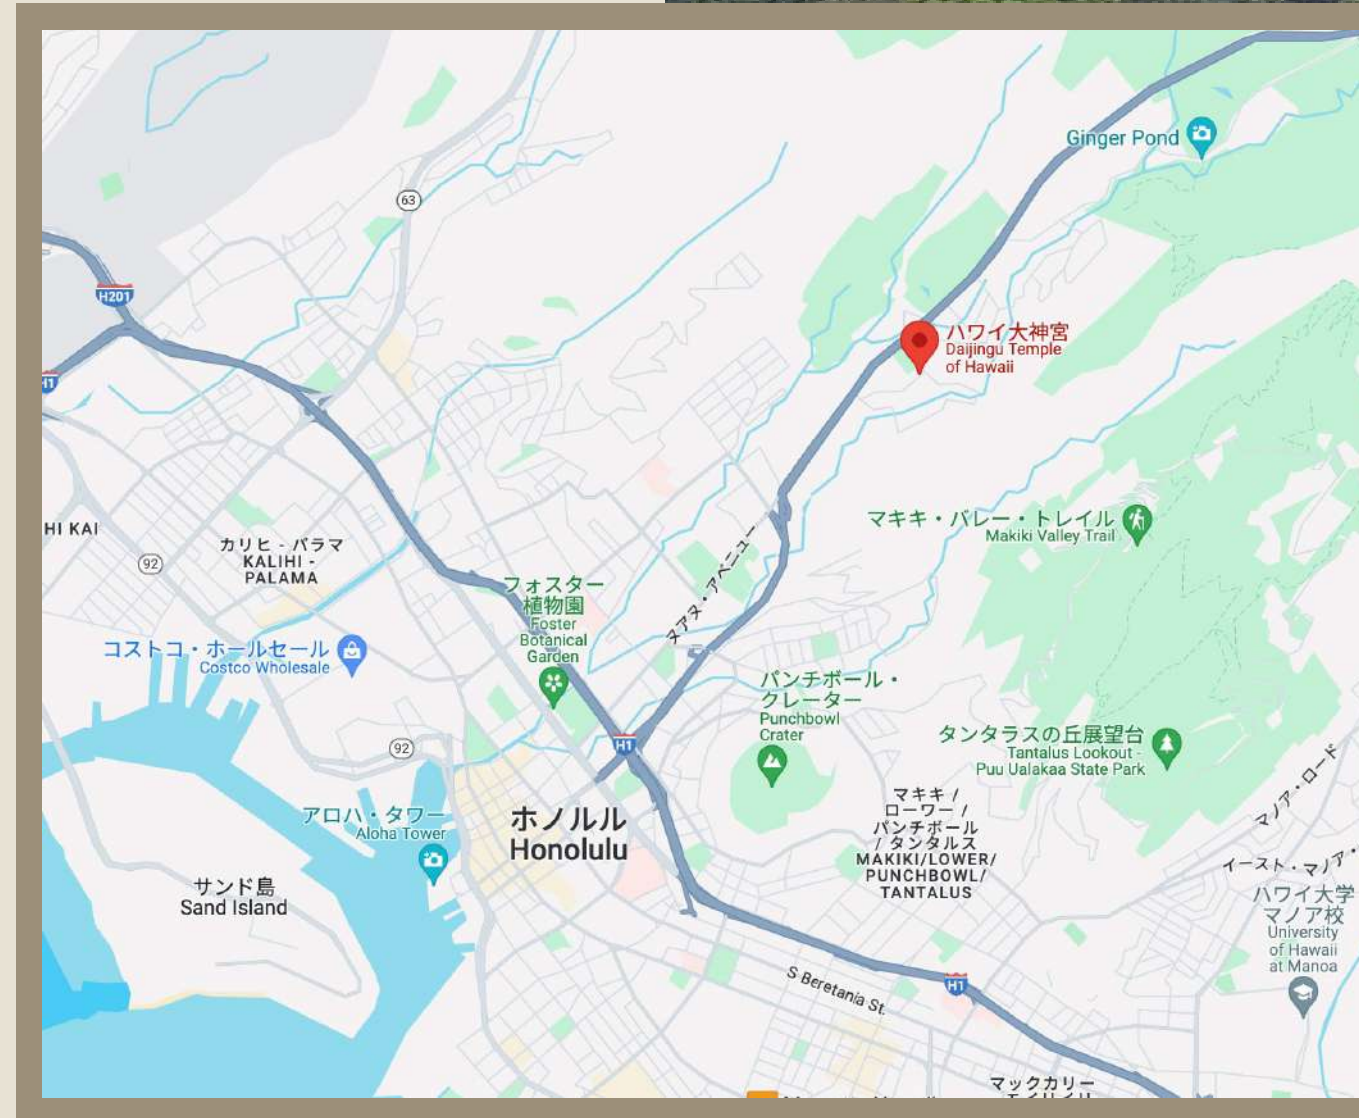 Ginger Pond
63
H201
ハワイ大神宮
Daijingu Temple
of Hawaii
H1
マキキ・バレー・トレイル
Makiki Valley Trail
HI KAI
92
カリヒ - パラマ
KALIHI -
PALAMA
フォスター
植物園
Foster
Botanical
Garden
ヌアヌ・アベニュー
コストコ・ホールセール
Costco Wholesale
パンチボール・
クレーター
Punchbowl
Crater
タンタラスの丘展望台
Tantalus Lookout -
Puu Ualakaa State Park
H1
92
マノア・ロード
アロハ・タワー
Aloha Tower
ホノルル
Honolulu
マキキ /
ローワー /
パンチボール
/ タンタルス
MAKIKI/LOWER/
PUNCHBOWL/
TANTALUS
イースト・マノア・
サンド島
Sand Island
ハワイ大学
マノア校
University
of Hawaii
at Manoa
S Beretania St.
H1
マックカリー